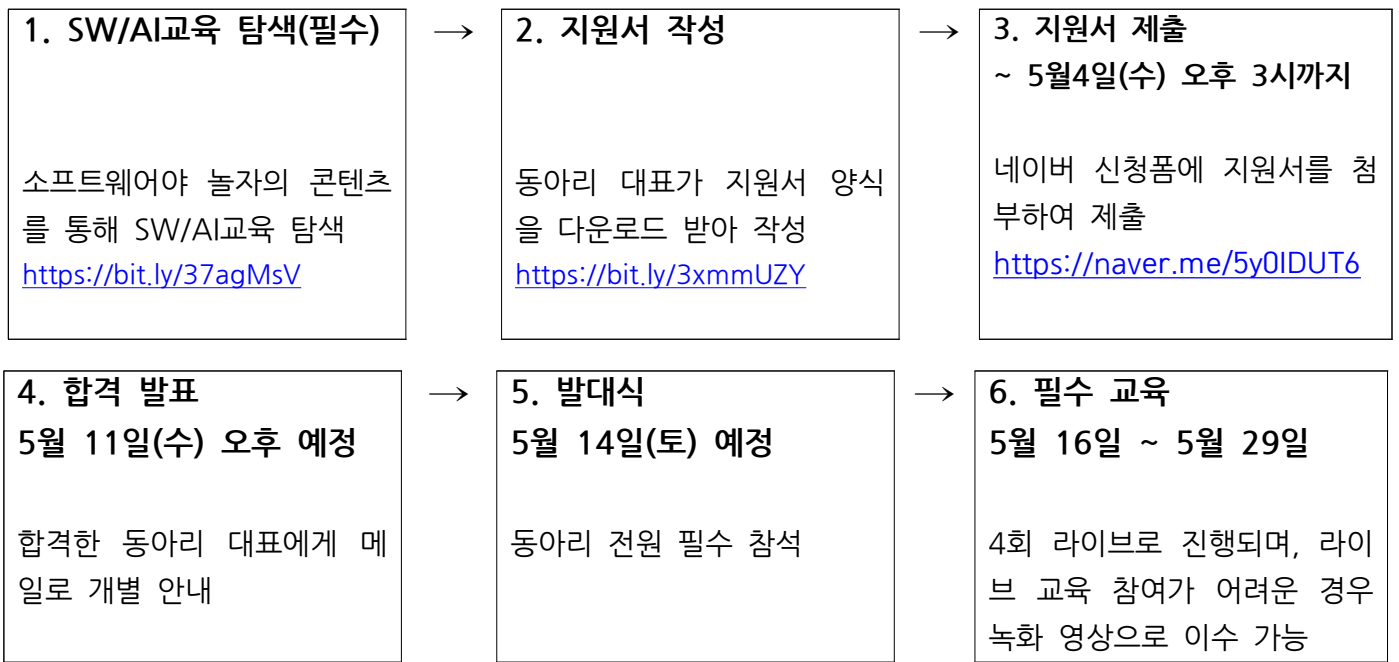 1. SW/AI교육 탐색(필수)
소프트웨어야 놀자의 콘텐츠
를 통해 SW/AI교육 탐색
https://bit.ly/37agMsV
→
2. 지원서 작성
동아리 대표가 지원서 양식
을 다운로드 받아 작성
https://bit.ly/3xmmUZY
→
3. 지원서 제출
~ 5월4일(수) 오후 3시까지
네이버 신청폼에 지원서를 첨
부하여 제출
https://naver.me/5y0IDUT6
4. 합격 발표
5월 11일(수) 오후 예정
합격한 동아리 대표에게 메
일로 개별 안내
→
5. 발대식
5월 14일(토) 예정
동아리 전원 필수 참석
→
6. 필수 교육
5월 16일 ~ 5월 29일
4회 라이브로 진행되며, 라이
브 교육 참여가 어려운 경우
녹화 영상으로 이수 가능